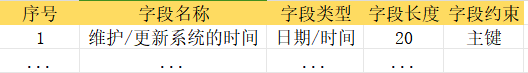 序号 字段名称 字段类型 字段长度 字段约束
1 维护/更新系统的时间 日期/时间 20 主键
... ... ... ... ...